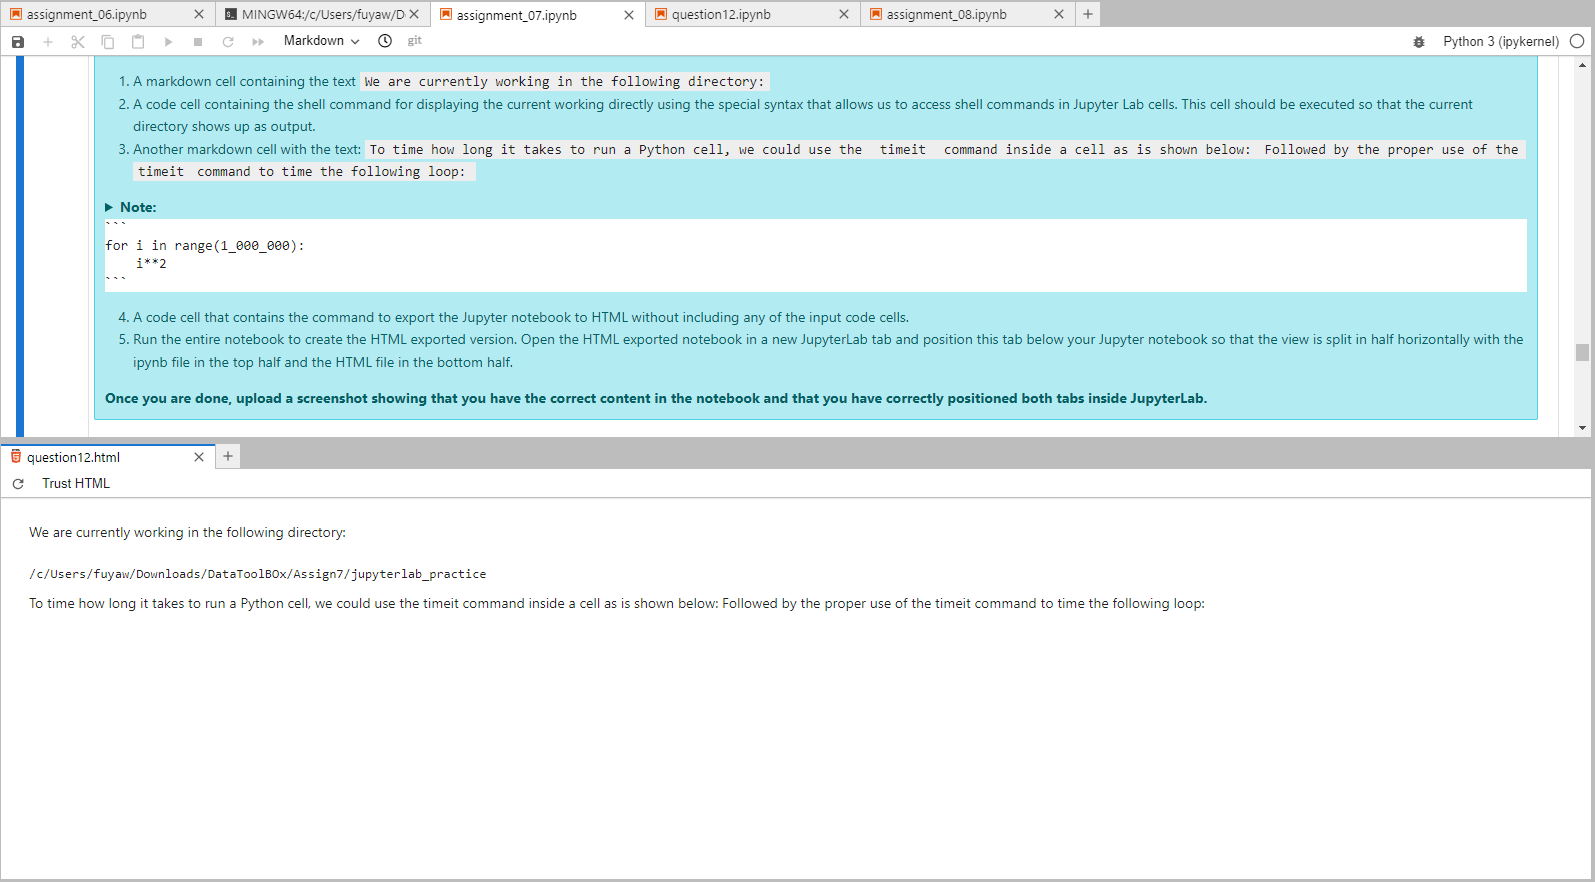 assignment_06.ipynb
MINGW64:/c/Users/fuyaw/D
assignment_07.ipynb
question12.ipynb
assignment_08.ipynb
Markdown
git
Python 3 (ipykernel)
1. A markdown cell containing the text We are currently working in the following directory:
2. A code cell containing the shell command for displaying the current working directly using the special syntax that allows us to access shell commands in Jupyter Lab cells. This cell should be executed so that the current
directory shows up as output.
3. Another markdown cell with the text: To time how long it takes to run a Python cell, we could use the timeit command inside a cell as is shown below: Followed by the proper use of the
timeit command to time the following loop:
Note:
```
for i in range(1_000_000):
    i**2
```
4. A code cell that contains the command to export the Jupyter notebook to HTML without including any of the input code cells.
5. Run the entire notebook to create the HTML exported version. Open the HTML exported notebook in a new JupyterLab tab and position this tab below your Jupyter notebook so that the view is split in half horizontally with the
ipynb file in the top half and the HTML file in the bottom half.
Once you are done, upload a screenshot showing that you have the correct content in the notebook and that you have correctly positioned both tabs inside JupyterLab.
question12.html
Trust HTML
We are currently working in the following directory:
/c/Users/fuyaw/Downloads/DataToolBOx/Assign7/jupyterlab_practice
To time how long it takes to run a Python cell, we could use the timeit command inside a cell as is shown below: Followed by the proper use of the timeit command to time the following loop: